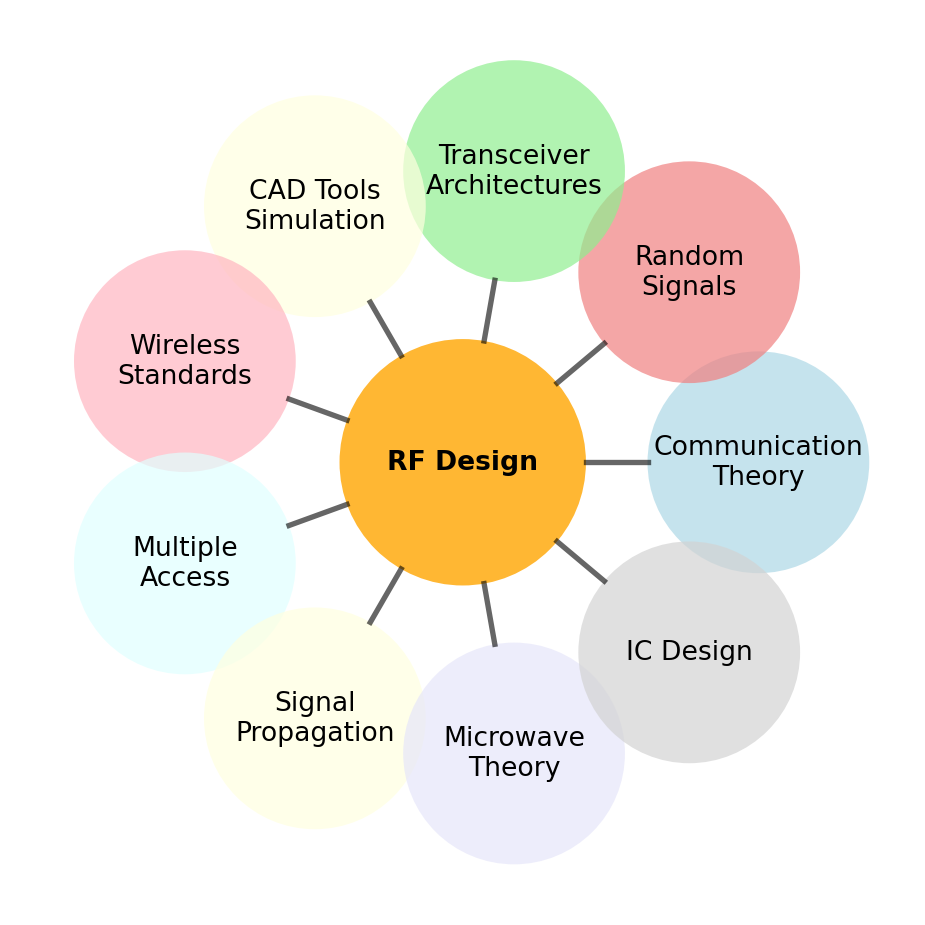 Transceiver
Architectures
CAD Tools
Simulation
Random
Signals
Wireless
Standards
Communication
Theory
RF Design
Multiple
Access
IC Design
Signal
Propagation
Microwave
Theory